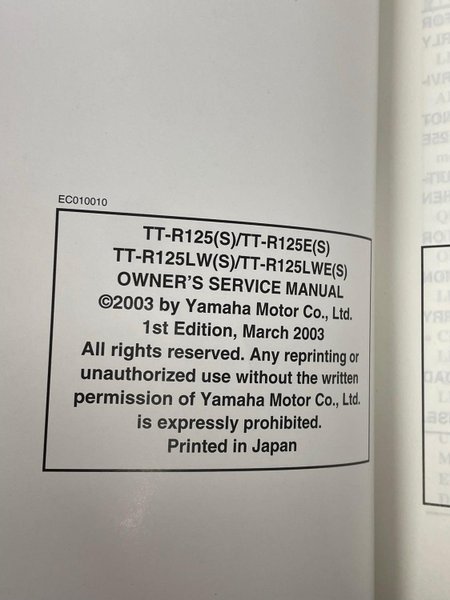 EC010010
TT-R125(S)/TT-R125E(S)
TT-R125LW(S)/TT-R125LWE(S)
OWNER'S SERVICE MANUAL
©2003 by Yamaha Motor Co., Ltd.
1st Edition, March 2003
All rights reserved. Any reprinting or
unauthorized use without the written
permission of Yamaha Motor Co., Ltd.
is expressly prohibited.
Printed in Japan